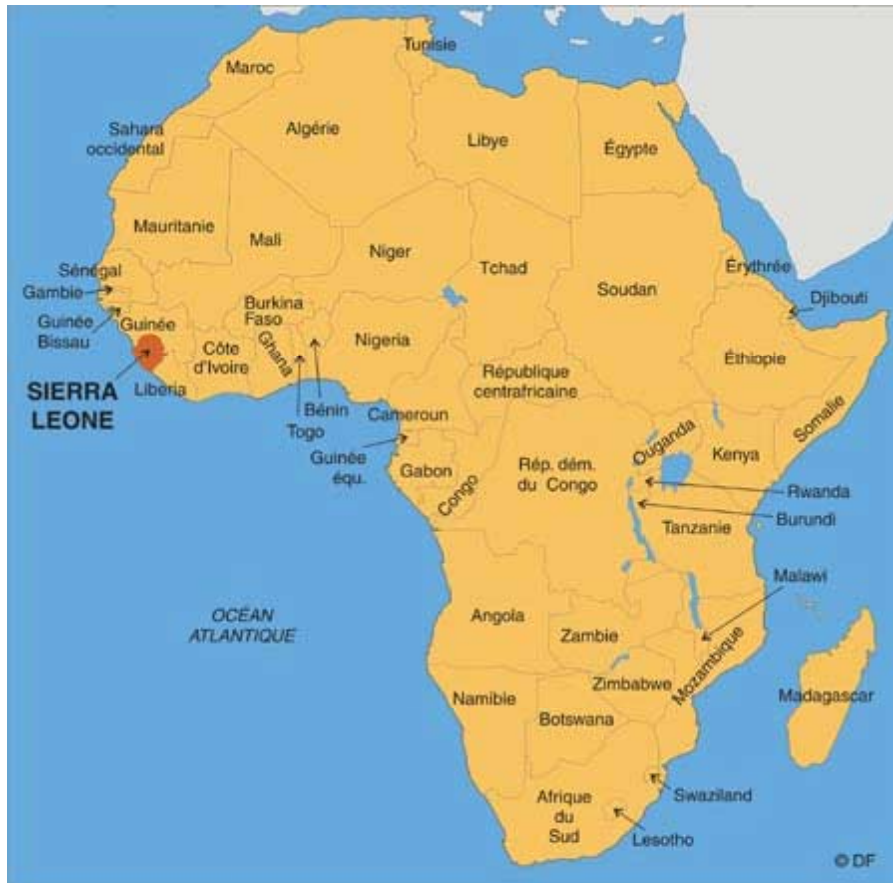 Tunisie
Maroc
Algérie
Libye
Égypte
Sahara
occidental
Mauritanie
Mali
Niger
Tchad
Soudan
Érythrée
Djibouti
Sénégal
Gambie
Guinée
Bissau
Guinée
SIERRA
LEONE
Liberia
Côte
d'Ivoire
Burkina
Faso
Ghana
Togo
Bénin
Nigeria
Cameroun
Guinée
équ.
Gabon
Congo
République
centrafricaine
Rép. dém.
du Congo
Éthiopie
Somalie
Ouganda
Kenya
Rwanda
Burundi
Tanzanie
Malawi
OCÉAN
ATLANTIQUE
Angola
Zambie
Mozambique
Zimbabwe
Madagascar
Namibie
Botswana
Swaziland
Afrique
du
Sud
Lesotho
© DF